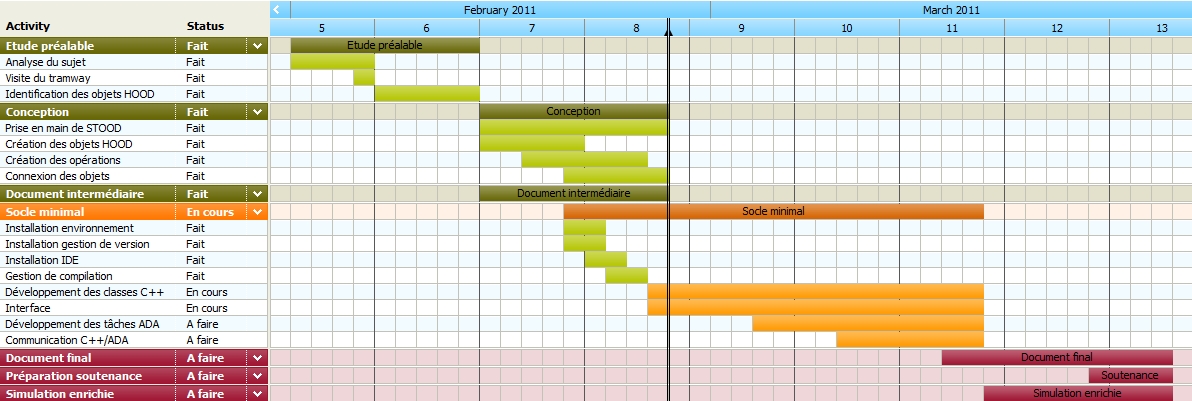 February 2011 March 2011
Activity Status 5 6 7 8 9 10 11 12 13
Etude préalable Fait Etude préalable
Analyse du sujet Fait
Visite du tramway Fait
Identification des objets HOOD Fait
Conception Fait Conception
Prise en main de STOOD Fait
Création des objets HOOD Fait
Création des opérations Fait
Connexion des objets Fait
Document intermédiaire Fait Document intermédiaire
Socle minimal En cours Socle minimal
Installation environnement Fait
Installation gestion de version Fait
Installation IDE Fait
Gestion de compilation Fait
Développement des classes C++ En cours
Interface En cours
Développement des tâches ADA A faire
Communication C++/ADA A faire
Document final A faire Document final
Préparation soutenance A faire Soutenance
Simulation enrichie A faire Simulation enrichie